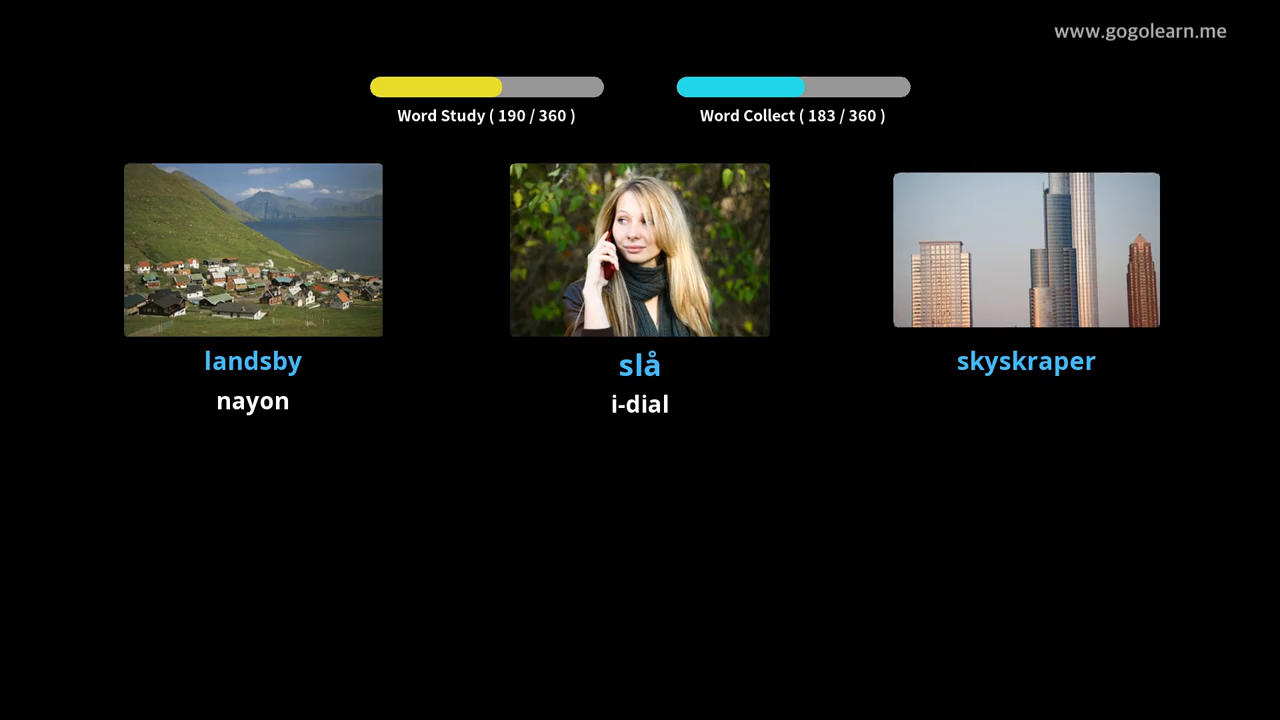 www.gogolearn.me
Word Study ( 190 / 360 )
Word Collect ( 183 / 360 )
landsby
nayon
slå
i-dial
skyskraper